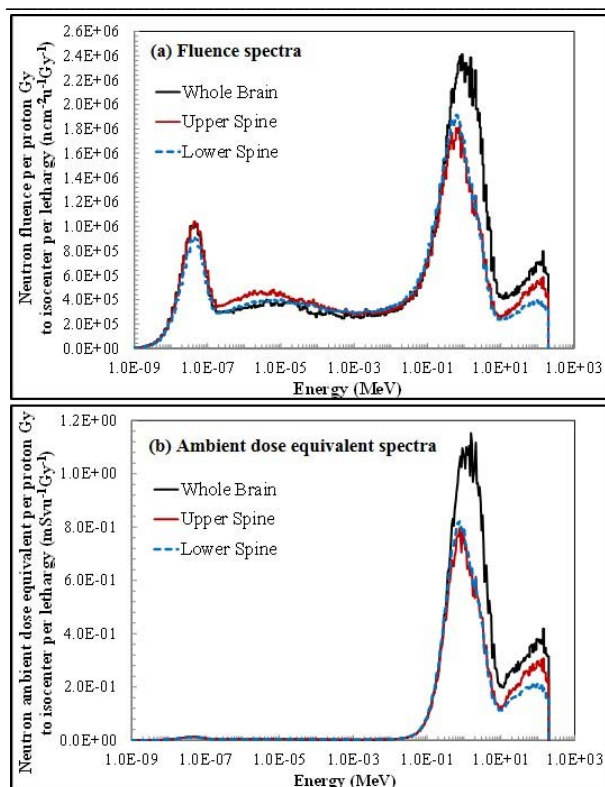 (a) Fluence spectra
Whole Brain
Upper Spine
Lower Spine
Neutron fluence per proton Gy
to isocenter per lethargy (ncm⁻²u⁻¹Gy⁻¹)
2.6E+06
2.4E+06
2.2E+06
2.0E+06
1.8E+06
1.6E+06
1.4E+06
1.2E+06
1.0E+06
8.0E+05
6.0E+05
4.0E+05
2.0E+05
0.0E+00
1.0E-09 1.0E-07 1.0E-05 1.0E-03 1.0E-01 1.0E+01 1.0E+03
Energy (MeV)
(b) Ambient dose equivalent spectra
Whole Brain
Upper Spine
Lower Spine
Neutron ambient dose equivalent per proton Gy
to isocenter per lethargy (mSvu⁻¹Gy⁻¹)
1.2E+00
1.0E+00
8.0E-01
6.0E-01
4.0E-01
2.0E-01
0.0E+00
1.0E-09 1.0E-07 1.0E-05 1.0E-03 1.0E-01 1.0E+01 1.0E+03
Energy (MeV)